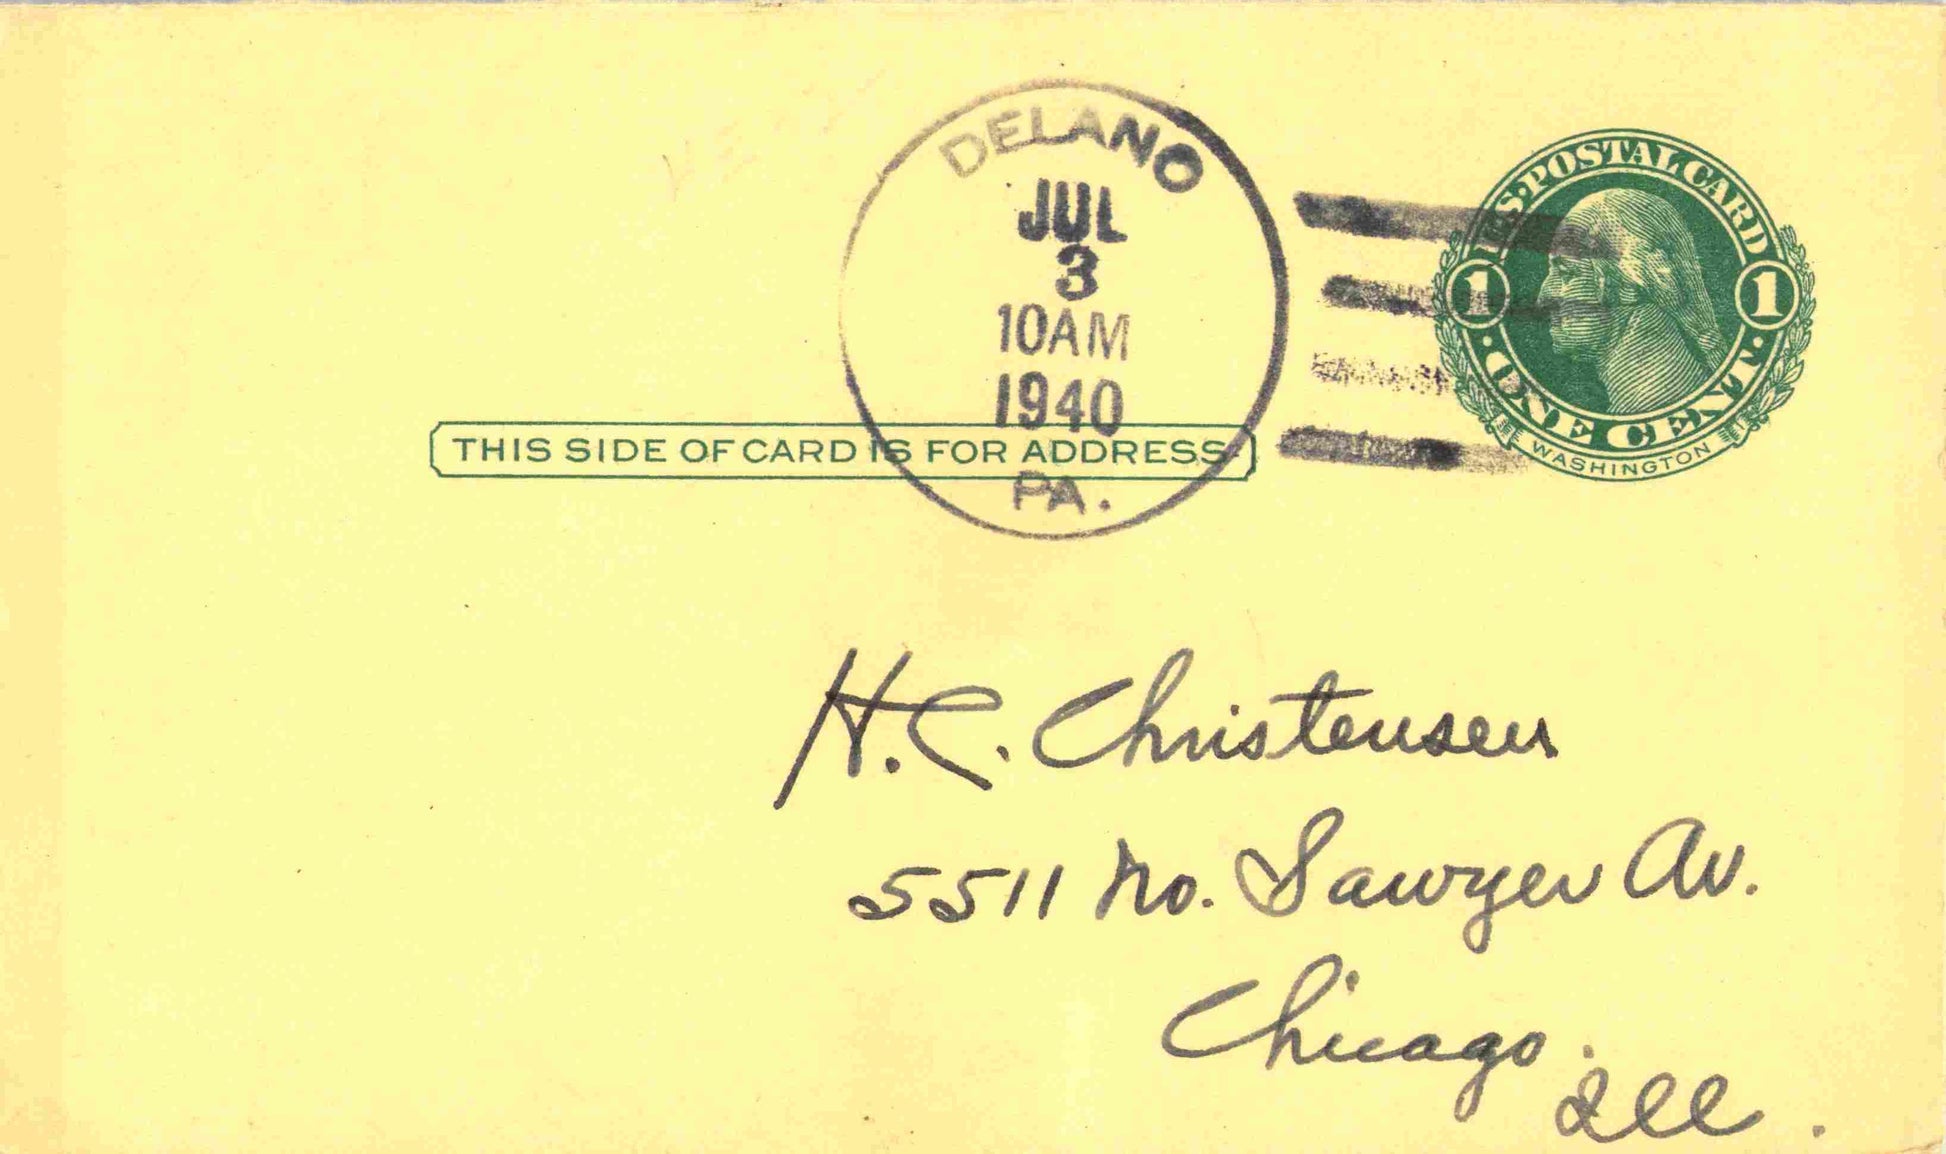 DELANO
JUL
3
10AM
1940
PA.
U.S. POSTAL CARD
1 1
· ONE CENT ·
WASHINGTON
THIS SIDE OF CARD IS FOR ADDRESS
H. C. Christensen
5511 No. Sawyer Av.
Chicago.
Ill.